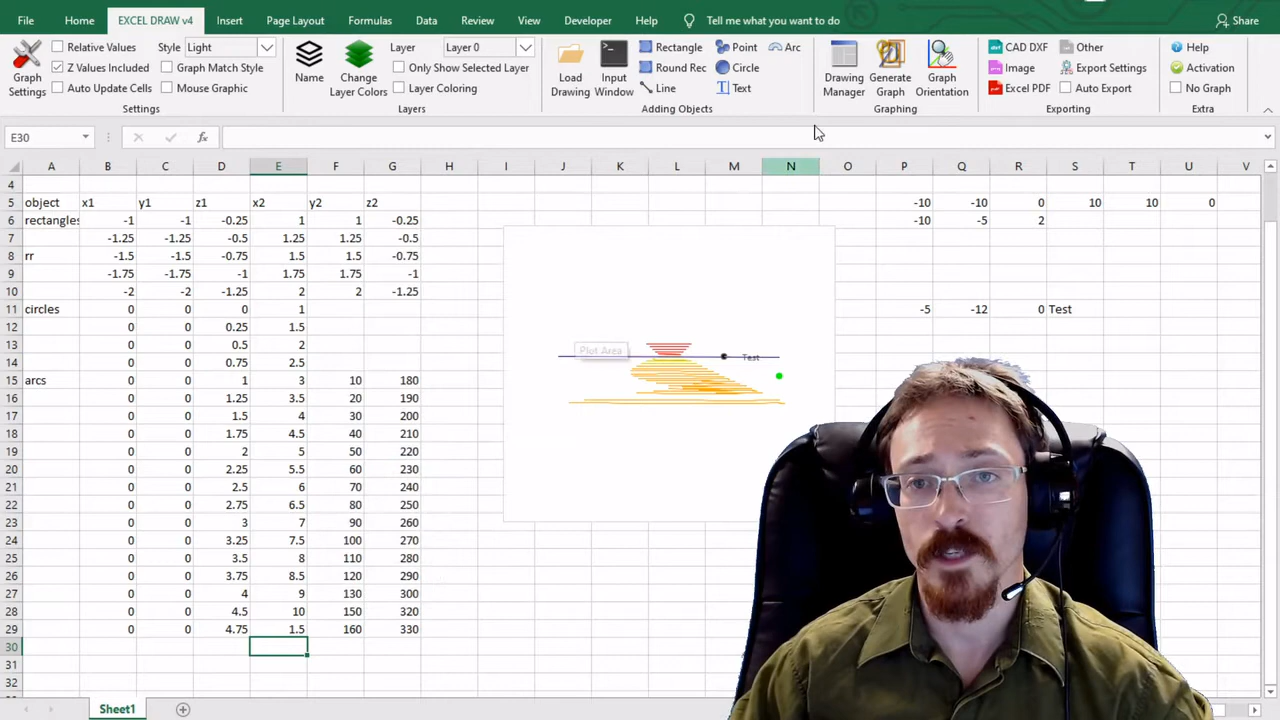 File Home EXCEL DRAW v4 Insert Page Layout Formulas Data Review View Developer Help Tell me what you want to do Share
Graph Settings
Relative Values
Z Values Included
Auto Update Cells
Style Light
Graph Match Style
Mouse Graphic
Settings
Name
Change Layer Colors
Layer Layer 0
Only Show Selected Layer
Layer Coloring
Layers
Load Drawing
Input Window
Rectangle Point Arc
Round Rec Circle
Line Text
Adding Objects
Drawing Manager
Generate Graph
Graph Orientation
Graphing
CAD DXF Other
Image Export Settings
Excel PDF Auto Export
Exporting
Help
Activation
No Graph
Extra
E30 fx
A B C D E F G H I J K L M N O P Q R S T U V
4
5 object x1 y1 z1 x2 y2 z2 -10 -10 0 10 10 0
6 rectangles -1 -1 -0.25 1 1 -0.25 -10 -5 2
7 -1.25 -1.25 -0.5 1.25 1.25 -0.5
8 rr -1.5 -1.5 -0.75 1.5 1.5 -0.75
9 -1.75 -1.75 -1 1.75 1.75 -1
10 -2 -2 -1.25 2 2 -1.25
11 circles 0 0 0 1 -5 -12 0 Test
12 0 0 0.25 1.5
13 0 0 0.5 2
14 0 0 0.75 2.5
15 arcs 0 0 1 3 10 180
16 0 0 1.25 3.5 20 190
17 0 0 1.5 4 30 200
18 0 0 1.75 4.5 40 210
19 0 0 2 5 50 220
20 0 0 2.25 5.5 60 230
21 0 0 2.5 6 70 240
22 0 0 2.75 6.5 80 250
23 0 0 3 7 90 260
24 0 0 3.25 7.5 100 270
25 0 0 3.5 8 110 280
26 0 0 3.75 8.5 120 290
27 0 0 4 9 130 300
28 0 0 4.5 10 150 320
29 0 0 4.75 1.5 160 330
30
31
32
Plot Area
Test
Sheet1